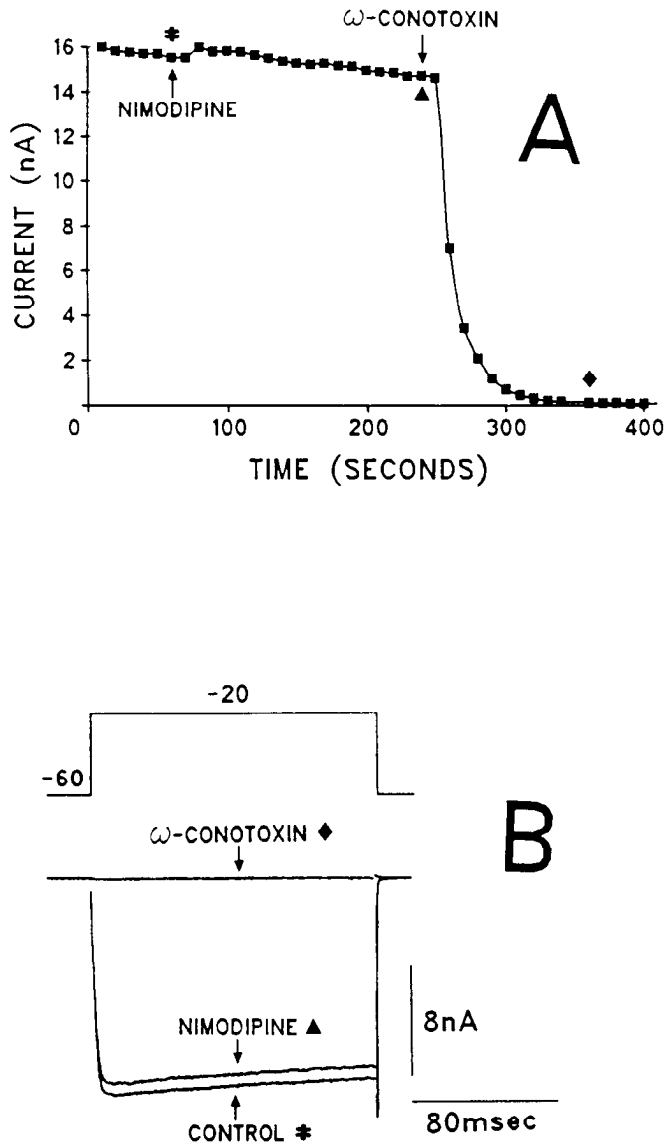 ω-CONOTOXIN
A
NIMODIPINE
CURRENT (nA)
16
14
12
10
8
6
4
2
0
100
200
300
400
TIME (SECONDS)
-20
-60
B
ω-CONOTOXIN ♦
NIMODIPINE ▲
8nA
CONTROL ⁑
80msec